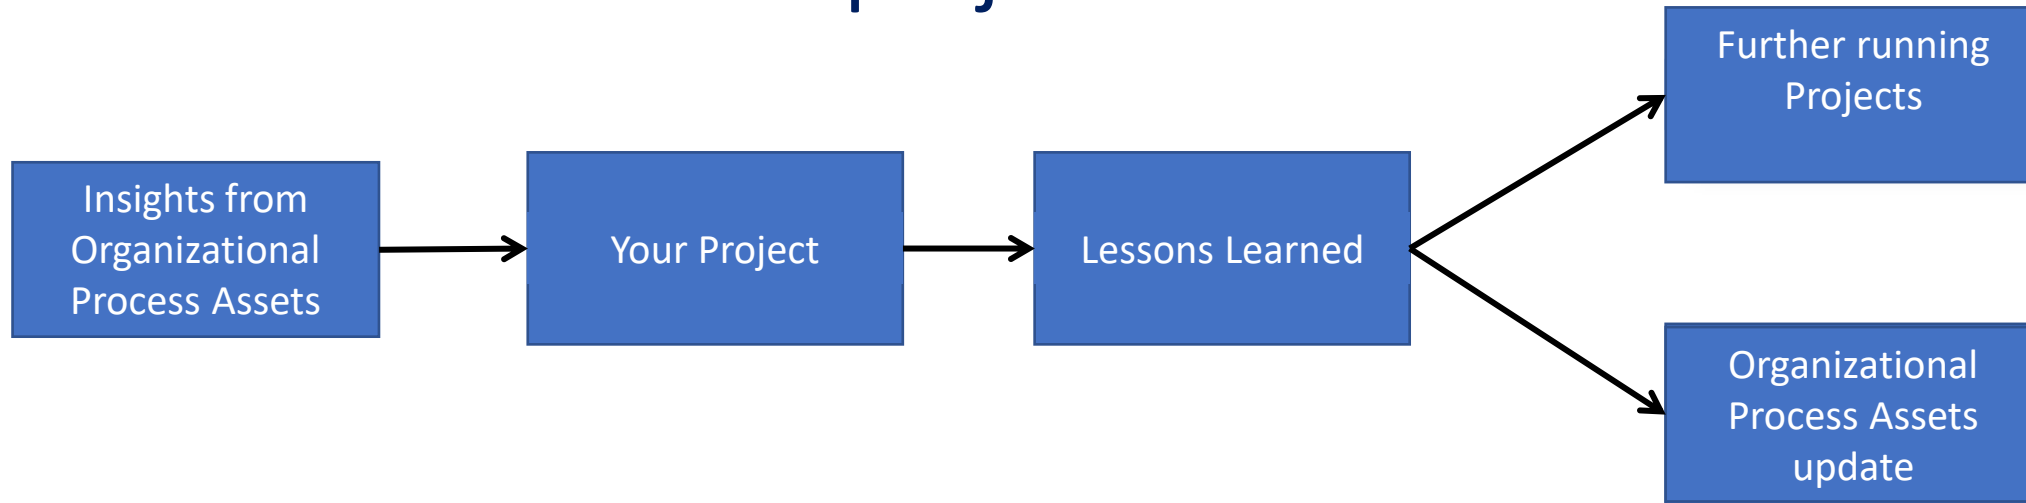 Further running
Projects
Insights from
Organizational
Process Assets
Your Project
Lessons Learned
Organizational
Process Assets
update